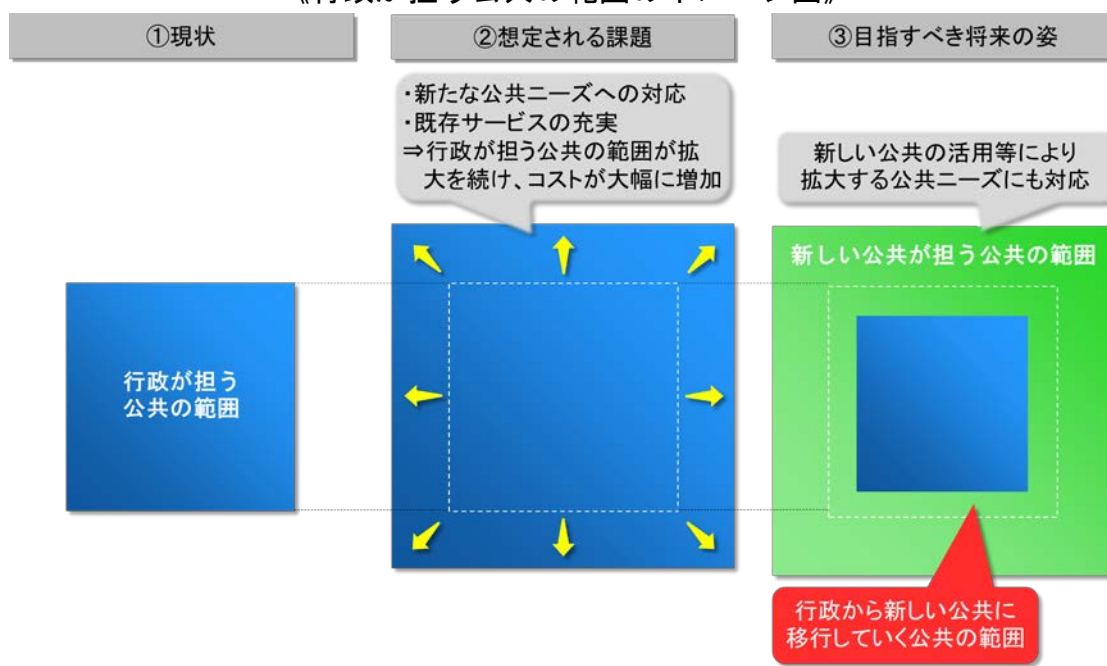 ①現状
②想定される課題
③目指すべき将来の姿
・新たな公共ニーズへの対応
・既存サービスの充実
⇒行政が担う公共の範囲が拡
大を続け、コストが大幅に増加
新しい公共の活用等により
拡大する公共ニーズにも対応
新しい公共が担う公共の範囲
行政が担う
公共の範囲
行政から新しい公共に
移行していく公共の範囲